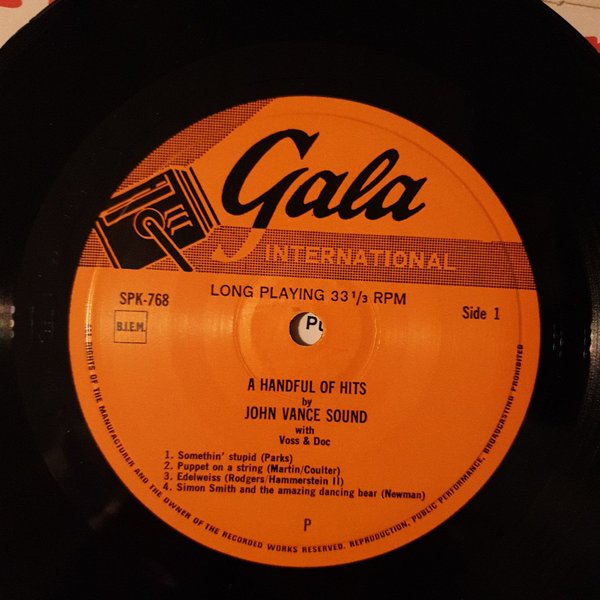 Gala
INTERNATIONAL
SPK-768
LONG PLAYING 33 1/3 RPM
Side 1
B.I.E.M.
A HANDFUL OF HITS
by
JOHN VANCE SOUND
with
Voss & Doc
1. Somethin' stupid (Parks)
2. Puppet on a string (Martin/Coulter)
3. Edelweiss (Rodgers/Hammerstein II)
4. Simon Smith and the amazing dancing bear (Newman)
P
ALL RIGHTS OF THE MANUFACTURER AND THE OWNER OF THE RECORDED WORKS RESERVED. REPRODUCTION, PUBLIC PERFORMANCE, BROADCASTING PROHIBITED